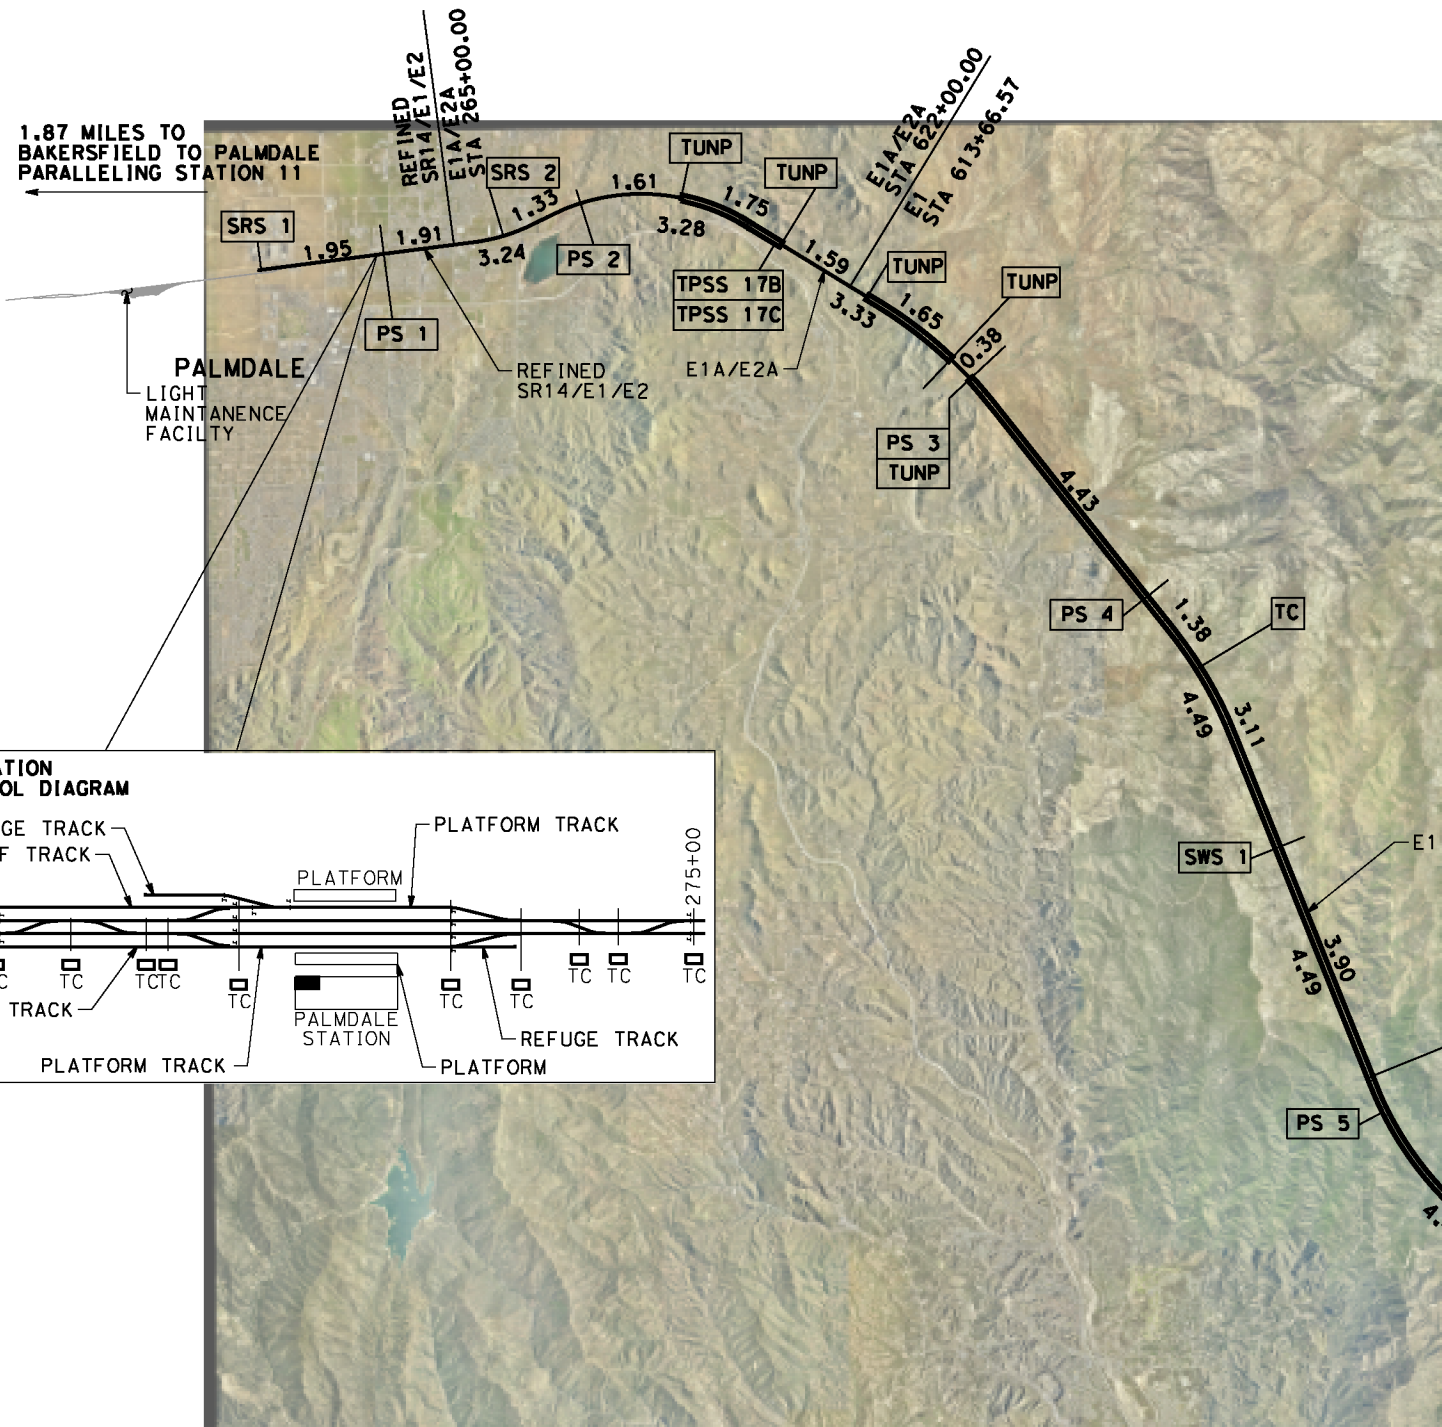 1.87 MILES TO
BAKERSFIELD TO PALMDALE
PARALLELING STATION 11
REFINED
SR14/E1/E2
E1A/E2A
STA 265+00.00
SRS 1
1.95
1.91
SRS 2
1.33
3.24
PS 1
PS 2
1.61
TUNP
3.28
1.75
TUNP
TPSS 17B
TPSS 17C
1.59
3.33
E1A/E2A
STA 622+00.00
E1
STA 613+66.57
TUNP
1.65
TUNP
0.38
PALMDALE
LIGHT
MAINTANENCE
FACILTY
REFINED
SR14/E1/E2
E1A/E2A
PS 3
TUNP
4.43
PS 4
1.38
TC
4.49
3.11
SWS 1
E1
3.90
4.49
PS 5
4.
ATION
OL DIAGRAM
GE TRACK
F TRACK
PLATFORM TRACK
PLATFORM
275+00
C
TC
TC
TC
TC
TC
TC
TC
TC
TC
TRACK
PALMDALE
STATION
REFUGE TRACK
PLATFORM TRACK
PLATFORM